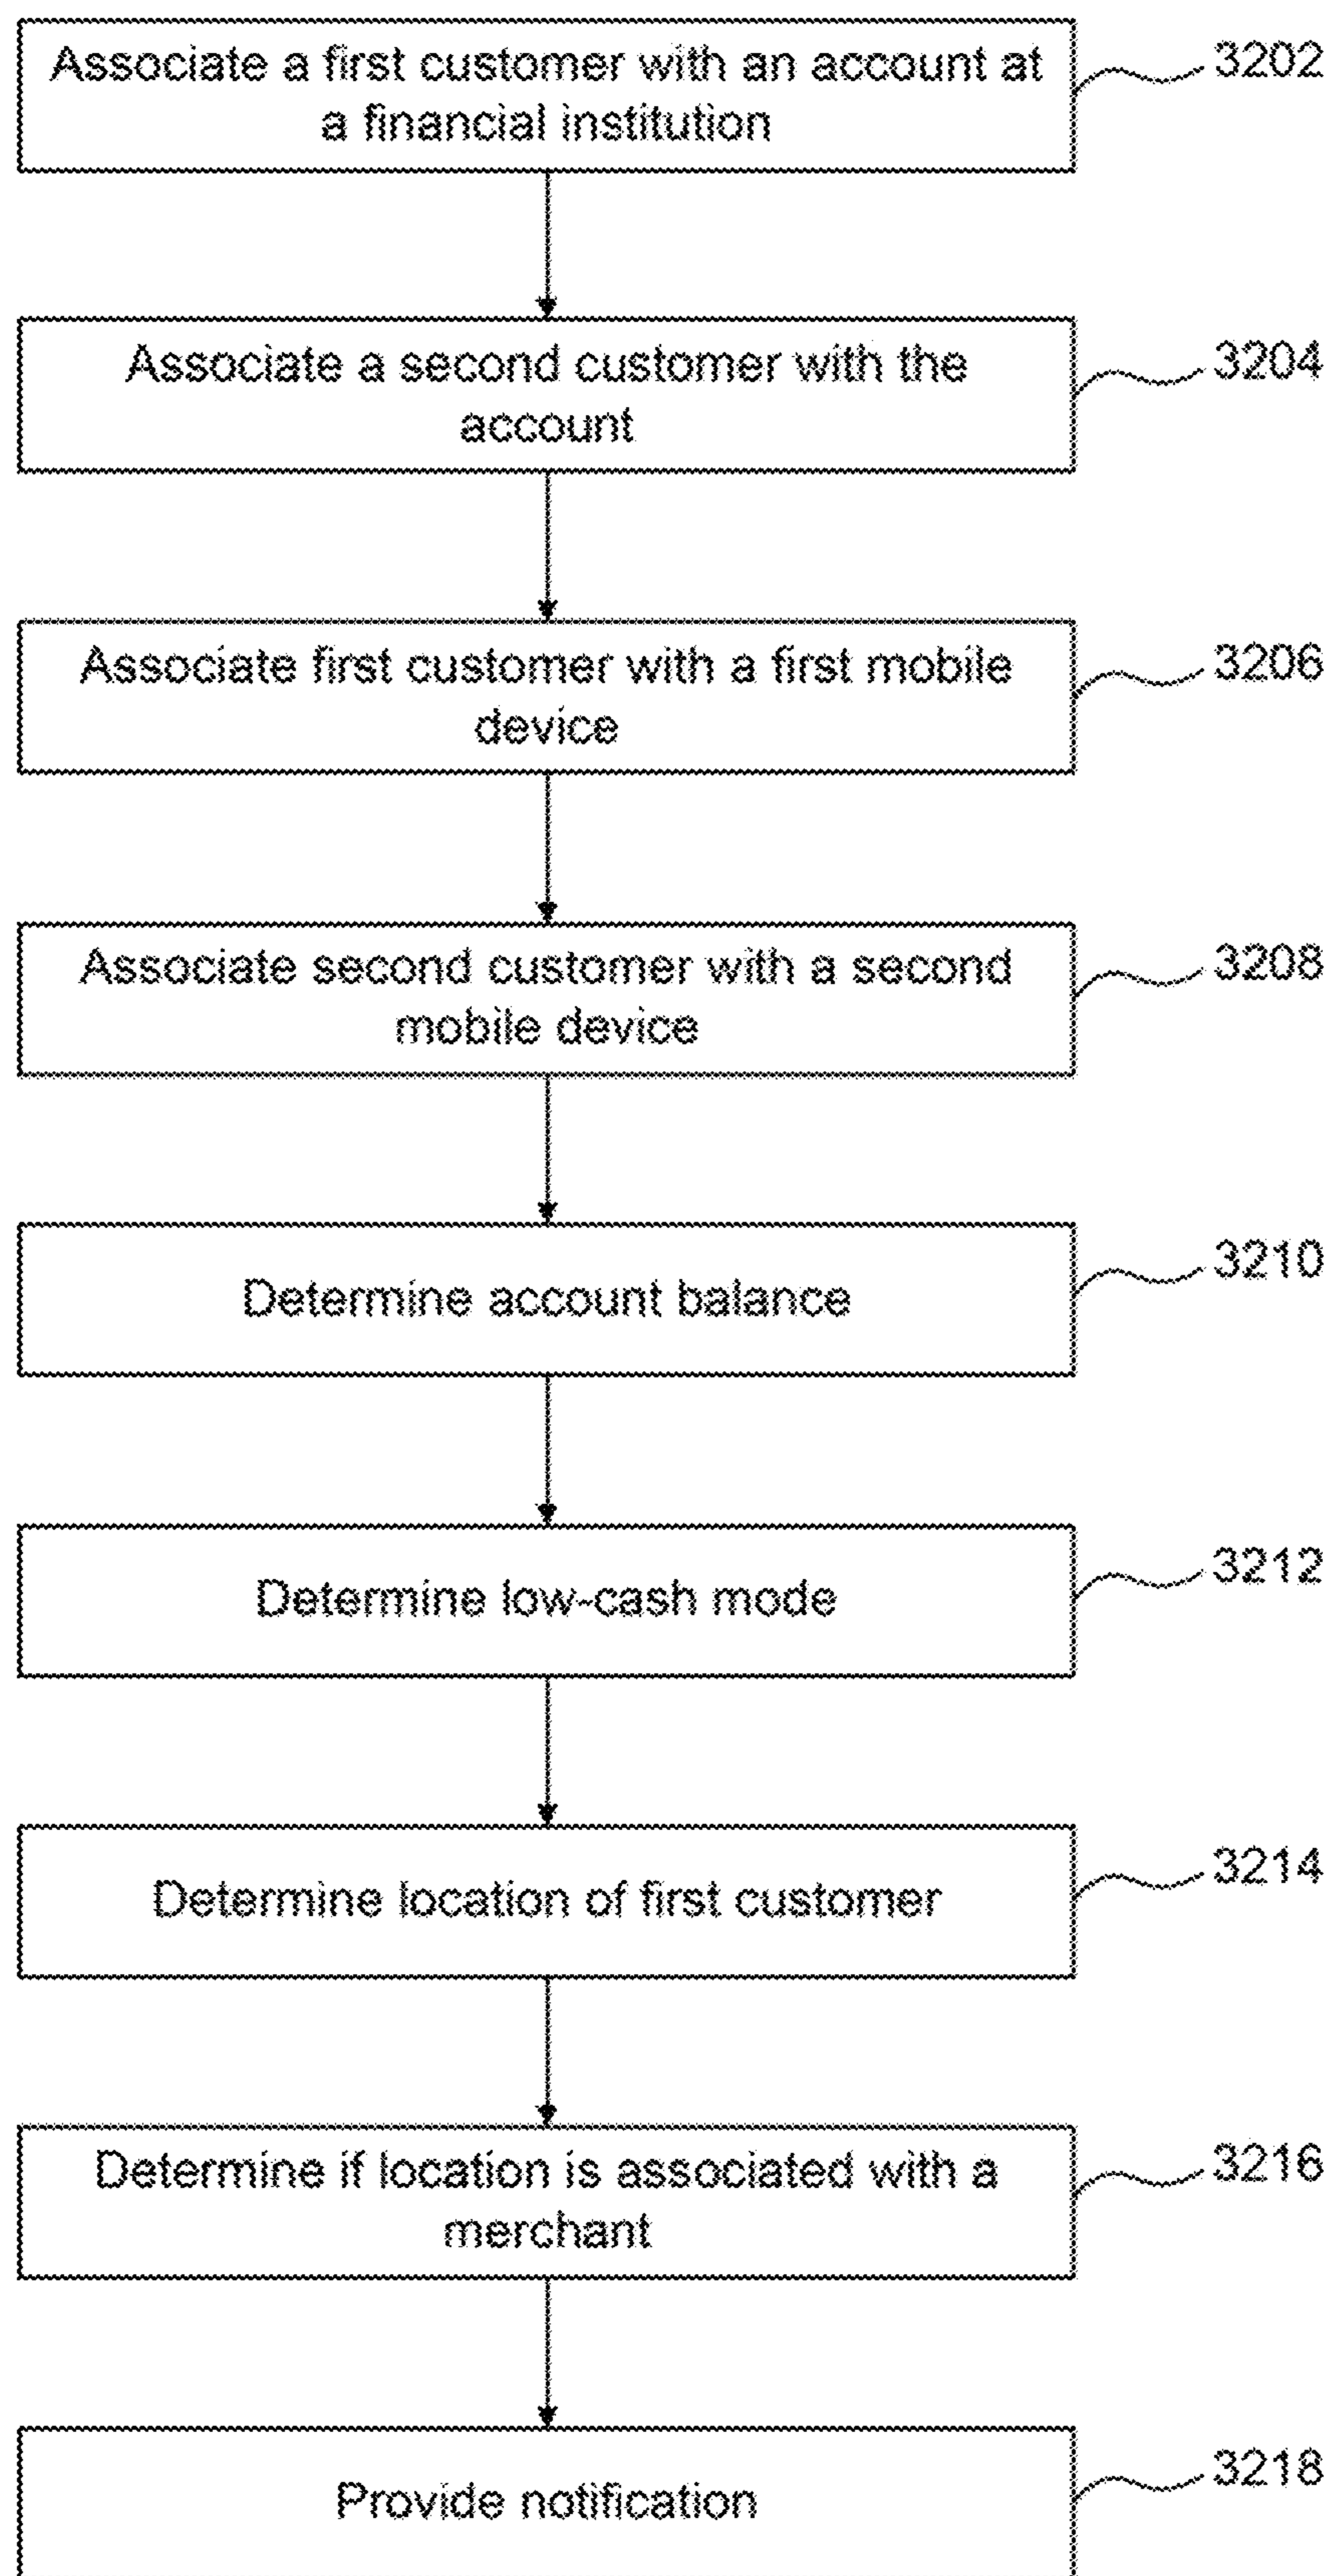 Associate a first customer with an account at
a financial institution
3202
Associate a second customer with the
account
3204
Associate first customer with a first mobile
device
3206
Associate second customer with a second
mobile device
3208
Determine account balance
3210
Determine low-cash mode
3212
Determine location of first customer
3214
Determine if location is associated with a
merchant
3216
Provide notification
3218